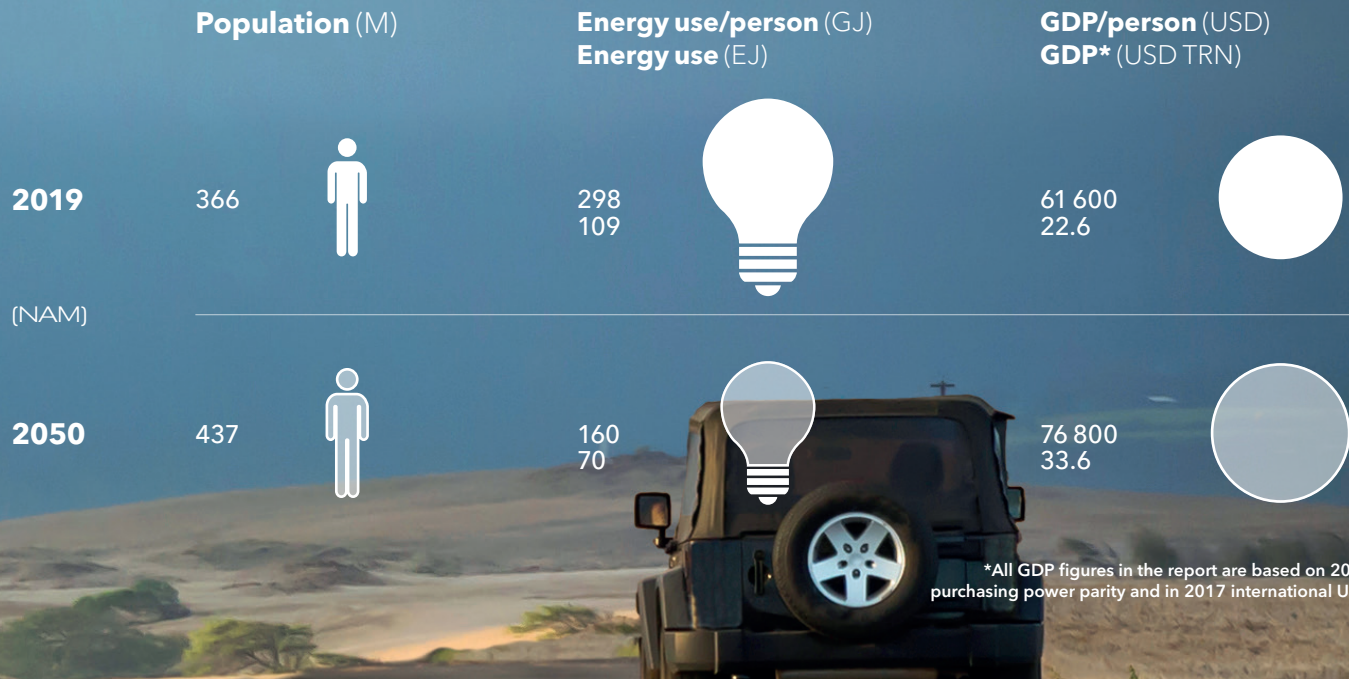 Population (M)
Energy use/person (GJ)
Energy use (EJ)
GDP/person (USD)
GDP* (USD TRN)
2019
366
298
109
61 600
22.6
(NAM)
2050
437
160
70
76 800
33.6
*All GDP figures in the report are based on 20
purchasing power parity and in 2017 international U